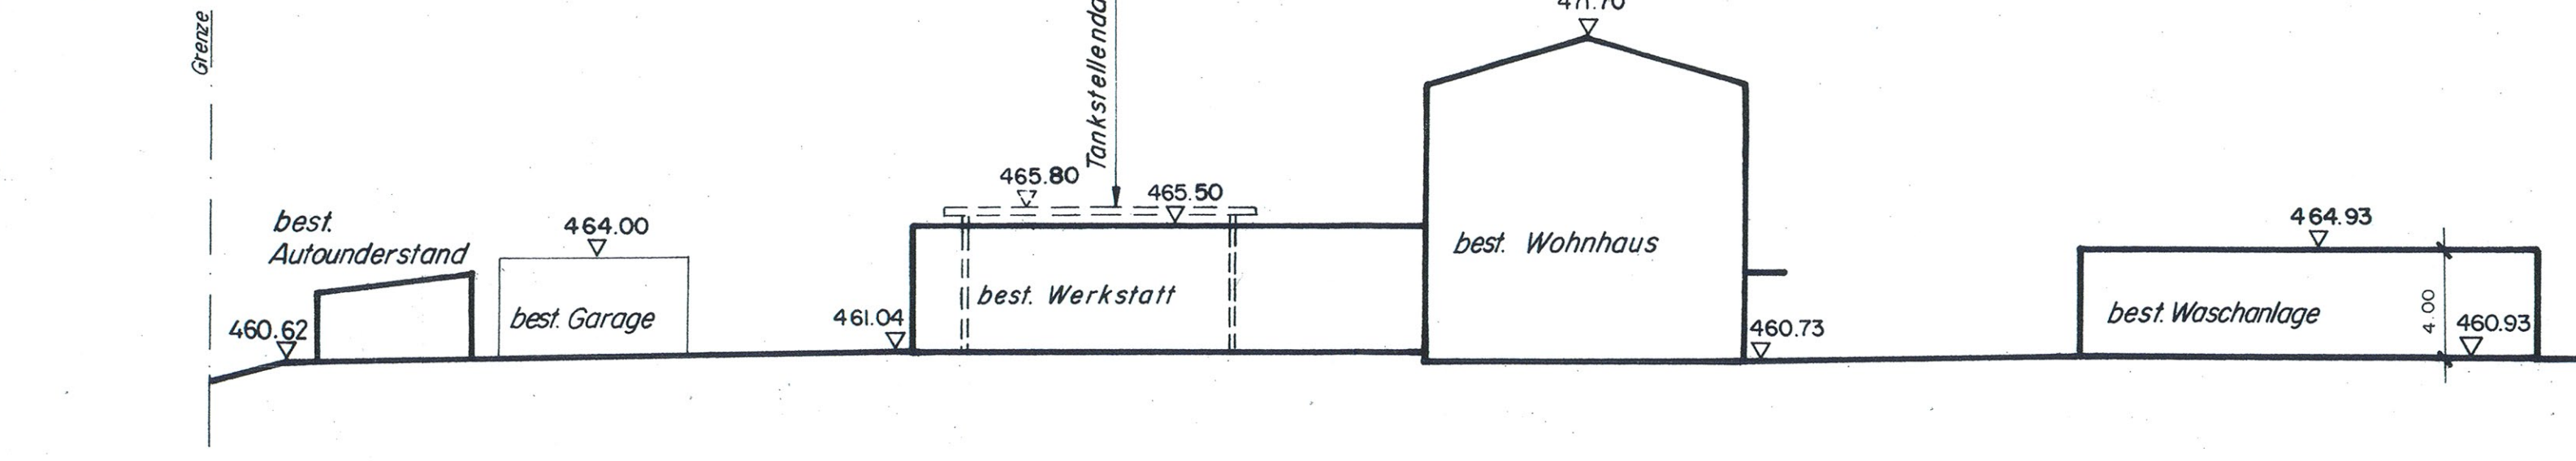 Grenze
465.80
465.50
best.
Autounderstand
464.00
464.93
best. Wohnhaus
best. Werkstatt
best. Garage
best. Waschanlage
4.00
460.62
461.04
460.73
460.93